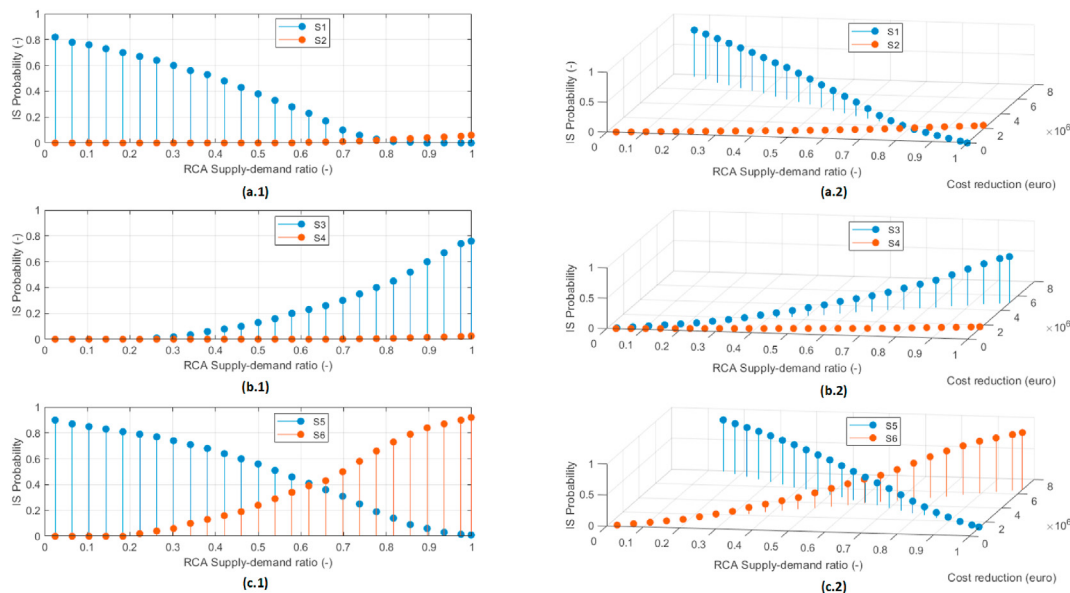 1
0.8
0.6
0.4
0.2
0
IS Probability (-)
S1
S2
0 0.1 0.2 0.3 0.4 0.5 0.6 0.7 0.8 0.9 1
RCA Supply-demand ratio (-)
(a.1)
1
0.5
0
IS Probability (-)
S1
S2
0 0.1 0.2 0.3 0.4 0.5 0.6 0.7 0.8 0.9 1
RCA Supply-demand ratio (-)
0 2 4 6 8
×10⁶
Cost reduction (euro)
(a.2)
1
0.8
0.6
0.4
0.2
0
IS Probability (-)
S3
S4
0 0.1 0.2 0.3 0.4 0.5 0.6 0.7 0.8 0.9 1
RCA Supply-demand ratio (-)
(b.1)
1
0.5
0
IS Probability
S3
S4
0 0.1 0.2 0.3 0.4 0.5 0.6 0.7 0.8 0.9 1
RCA Supply-demand ratio (-)
0 2 4 6 8
×10⁶
Cost reduction (euro)
(b.2)
1
0.8
0.6
0.4
0.2
0
IS Probability
S5
S6
0 0.1 0.2 0.3 0.4 0.5 0.6 0.7 0.8 0.9 1
RCA Supply-demand ratio (-)
(c.1)
1
0.5
0
IS Probability
S5
S6
0 0.1 0.2 0.3 0.4 0.5 0.6 0.7 0.8 0.9 1
RCA Supply-demand ratio (-)
0 2 4 6 8
×10⁶
Cost reduction (euro)
(c.2)